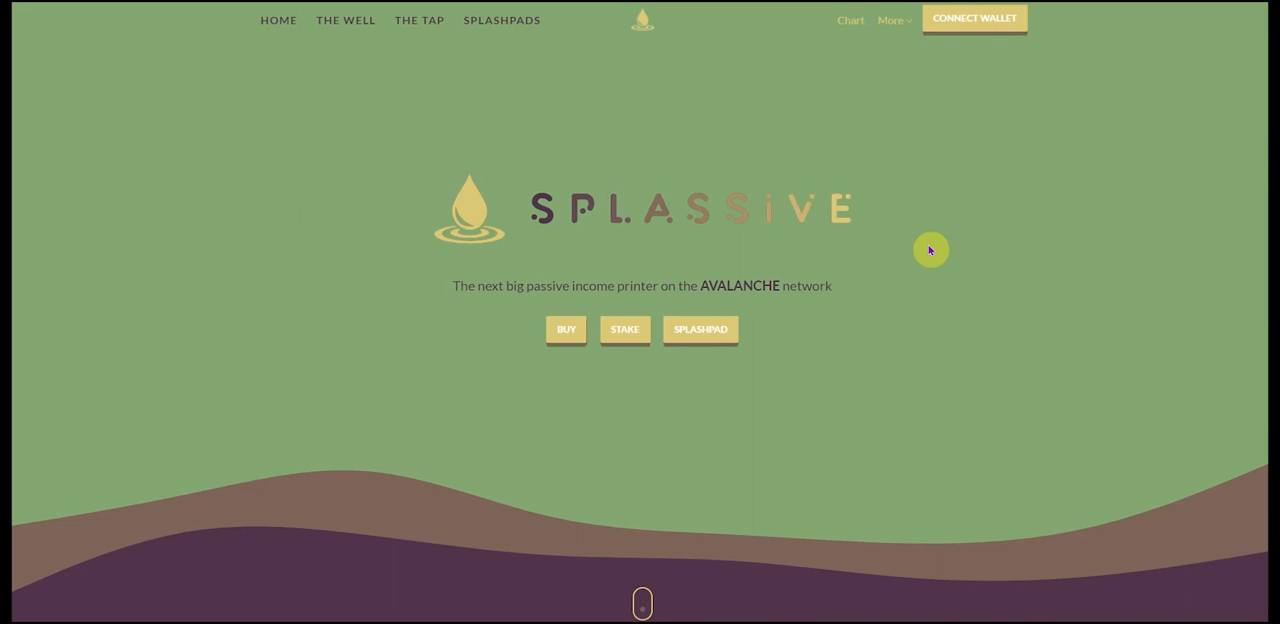 HOME THE WELL THE TAP SPLASHPADS Chart More CONNECT WALLET
SPLASSIVE
The next big passive income printer on the AVALANCHE network
BUY STAKE SPLASHPAD